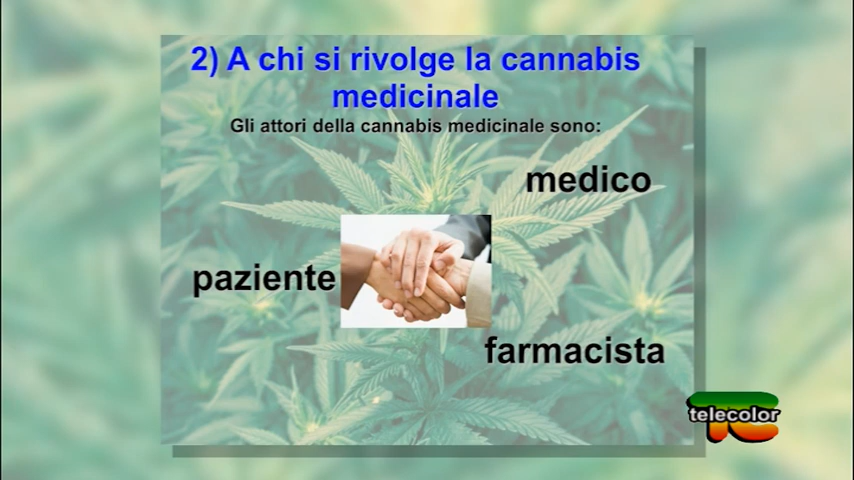 2) A chi si rivolge la cannabis
medicinale
Gli attori della cannabis medicinale sono:
medico
paziente
farmacista
telecolor